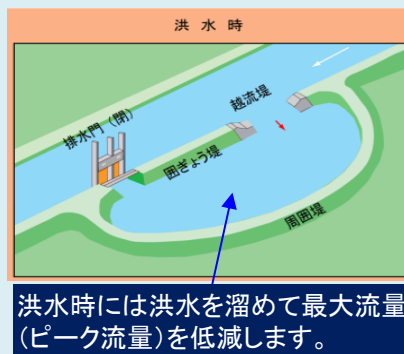 洪水時
越流堤
排水門(閉)
囲ぎょう堤
周囲堤
洪水時には洪水を溜めて最大流量
(ピーク流量)を低減します。